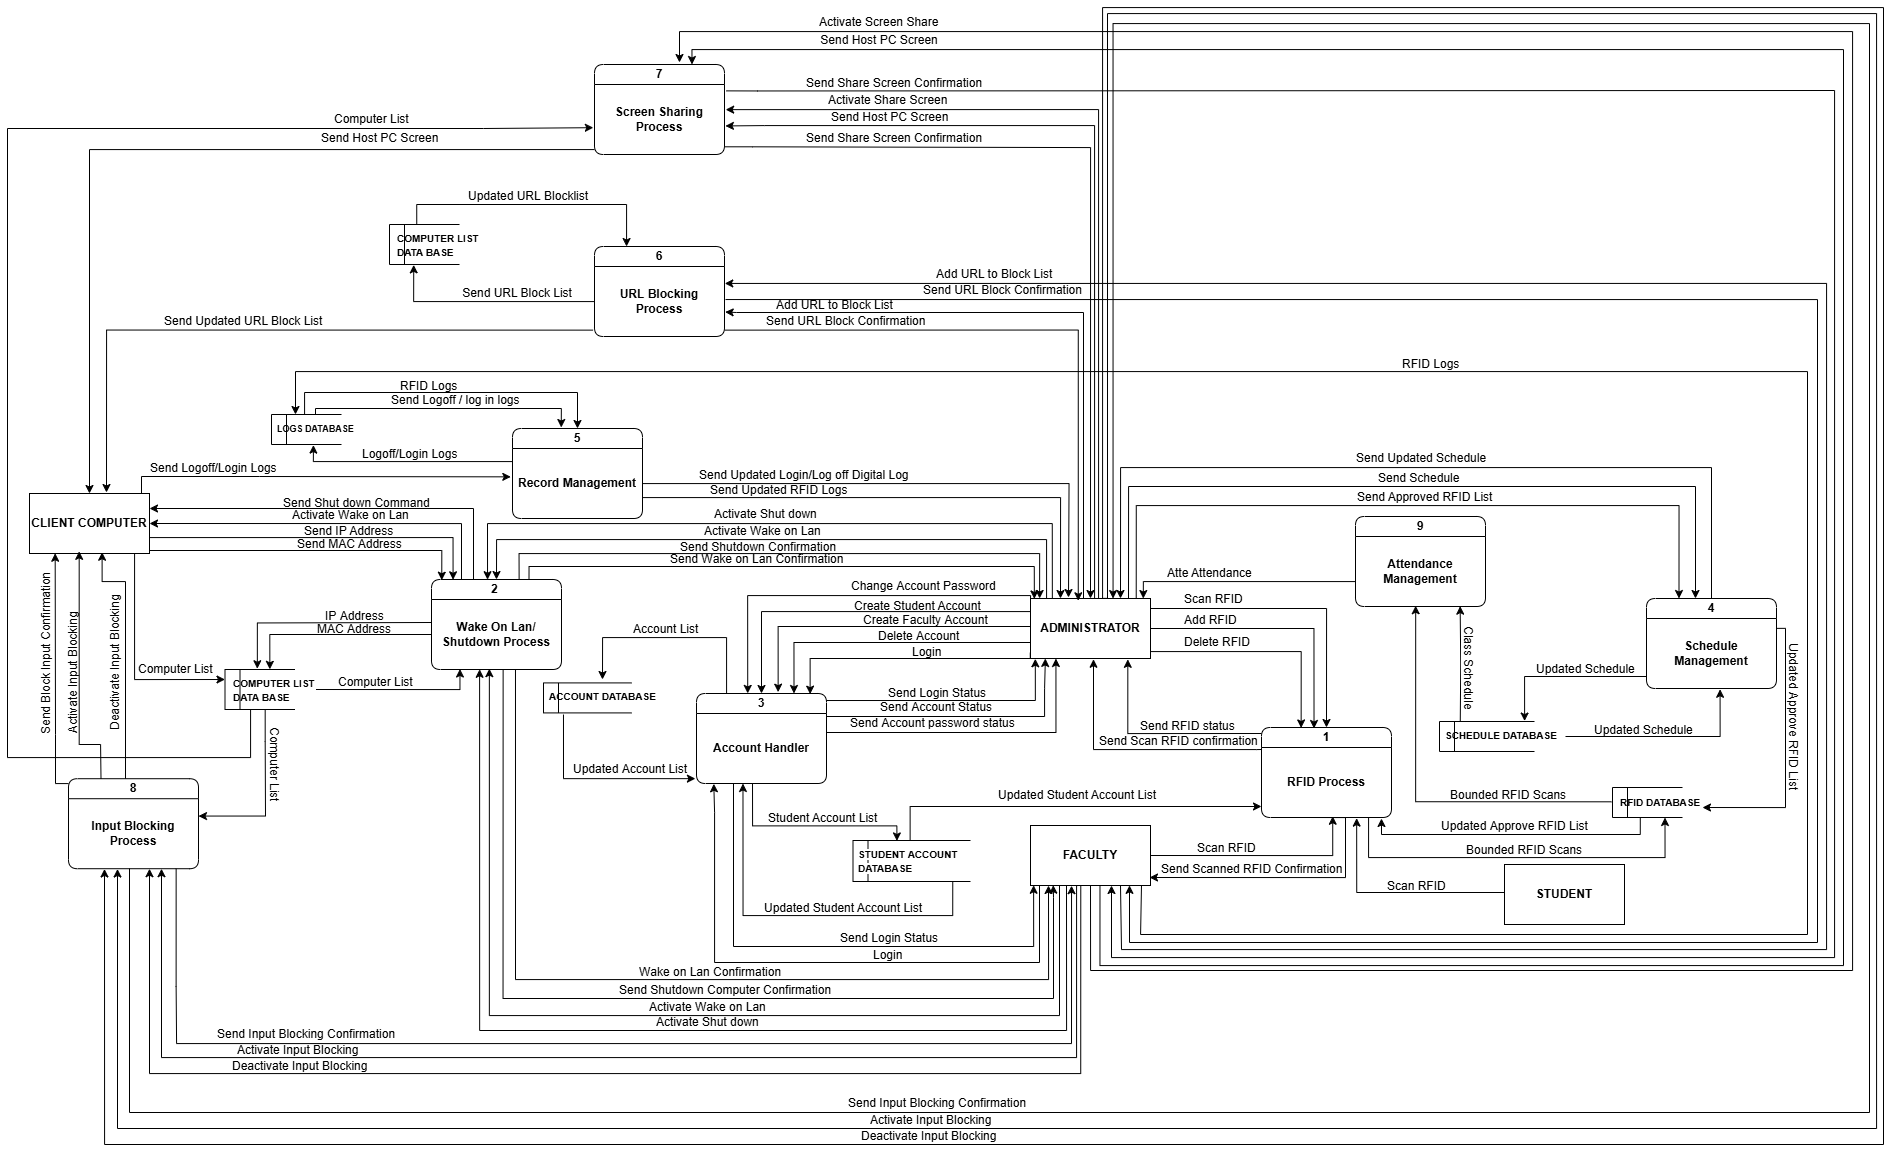 Activate Screen Share
Send Host PC Screen
7
Screen Sharing
Process
Send Share Screen Confirmation
Activate Share Screen
Send Host PC Screen
Send Share Screen Confirmation
Computer List
Send Host PC Screen
Updated URL Blocklist
COMPUTER LIST
DATA BASE
6
URL Blocking
Process
Send URL Block List
Add URL to Block List
Send URL Block Confirmation
Add URL to Block List
Send URL Block Confirmation
Send Updated URL Block List
RFID Logs
RFID Logs
Send Logoff / log in logs
LOGS DATABASE
5
Record Management
Logoff/Login Logs
Send Logoff/Login Logs
Send Updated Login/Log off Digital Log
Send Updated RFID Logs
Send Updated Schedule
Send Schedule
Send Approved RFID List
CLIENT COMPUTER
Send Shut down Command
Activate Wake on Lan
Send IP Address
Send MAC Address
Activate Shut down
Activate Wake on Lan
Send Shutdown Confirmation
Send Wake on Lan Confirmation
9
Attendance
Management
Atte Attendance
2
Wake On Lan/
Shutdown Process
Change Account Password
Create Student Account
Create Faculty Account
Delete Account
Login
ADMINISTRATOR
Scan RFID
Add RFID
Delete RFID
4
Schedule
Management
Class Schedule
Updated Schedule
Updated Approve RFID List
IP Address
MAC Address
Account List
Send Block Input Confirmation
Activate Input Blocking
Deactivate Input Blocking
Computer List
COMPUTER LIST
DATA BASE
Computer List
Computer List
ACCOUNT DATABASE
3
Account Handler
Send Login Status
Send Account Status
Send Account password status
Send RFID status
Send Scan RFID confirmation
1
RFID Process
SCHEDULE DATABASE
Updated Schedule
Updated Account List
8
Input Blocking
Process
Updated Student Account List
Bounded RFID Scans
RFID DATABASE
Student Account List
Updated Approve RFID List
Bounded RFID Scans
STUDENT ACCOUNT
DATABASE
FACULTY
Scan RFID
Send Scanned RFID Confirmation
Scan RFID
STUDENT
Updated Student Account List
Send Login Status
Login
Wake on Lan Confirmation
Send Shutdown Computer Confirmation
Activate Wake on Lan
Activate Shut down
Send Input Blocking Confirmation
Activate Input Blocking
Deactivate Input Blocking
Send Input Blocking Confirmation
Activate Input Blocking
Deactivate Input Blocking